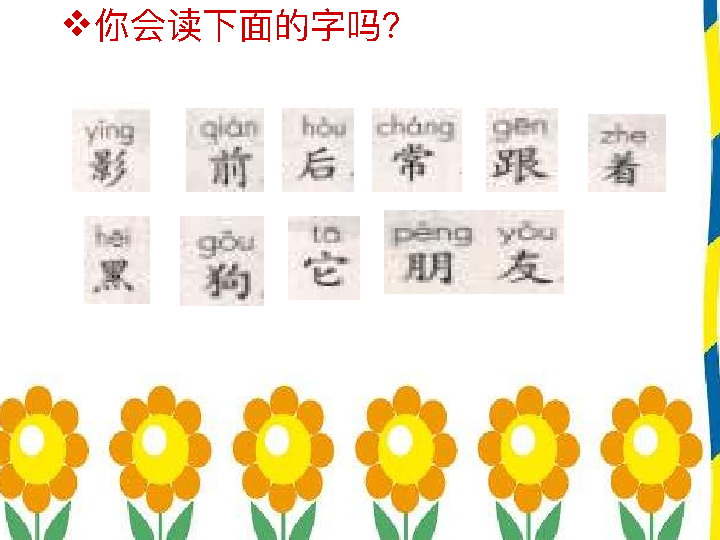 ❖你会读下面的字吗?
yǐng qián hòu cháng gēn zhe
影 前 后 常 跟 着
hēi gǒu tā péng yǒu
黑 狗 它 朋 友